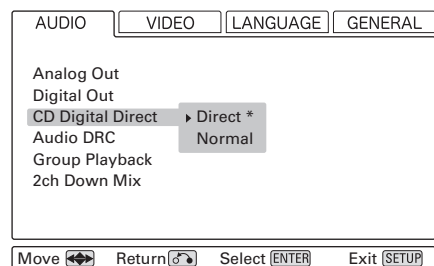 AUDIO VIDEO LANGUAGE GENERAL
Analog Out
Digital Out
CD Digital Direct Direct *
Audio DRC Normal
Group Playback
2ch Down Mix
Move Return Select ENTER Exit SETUP